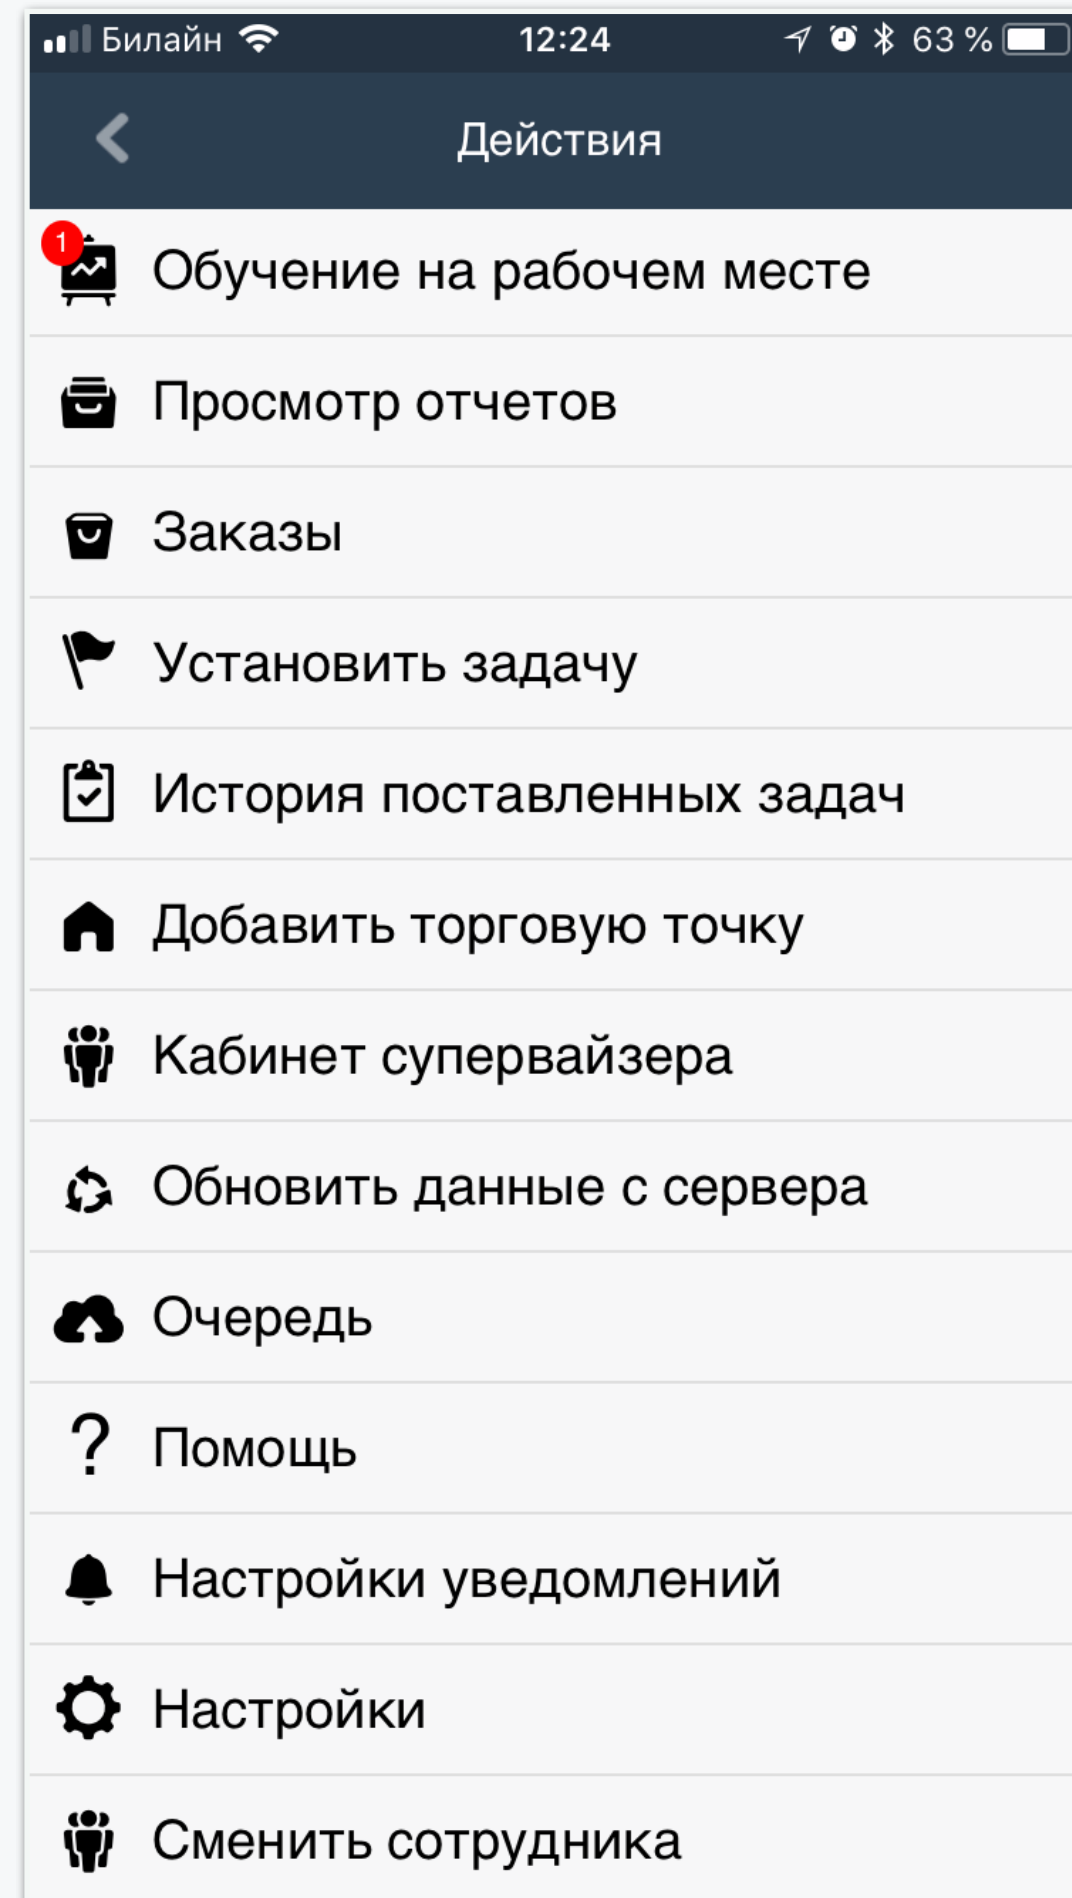 Билайн 12:24 63 %
Действия
1
Обучение на рабочем месте
Просмотр отчетов
Заказы
Установить задачу
История поставленных задач
Добавить торговую точку
Кабинет супервайзера
Обновить данные с сервера
Очередь
? Помощь
Настройки уведомлений
Настройки
Сменить сотрудника